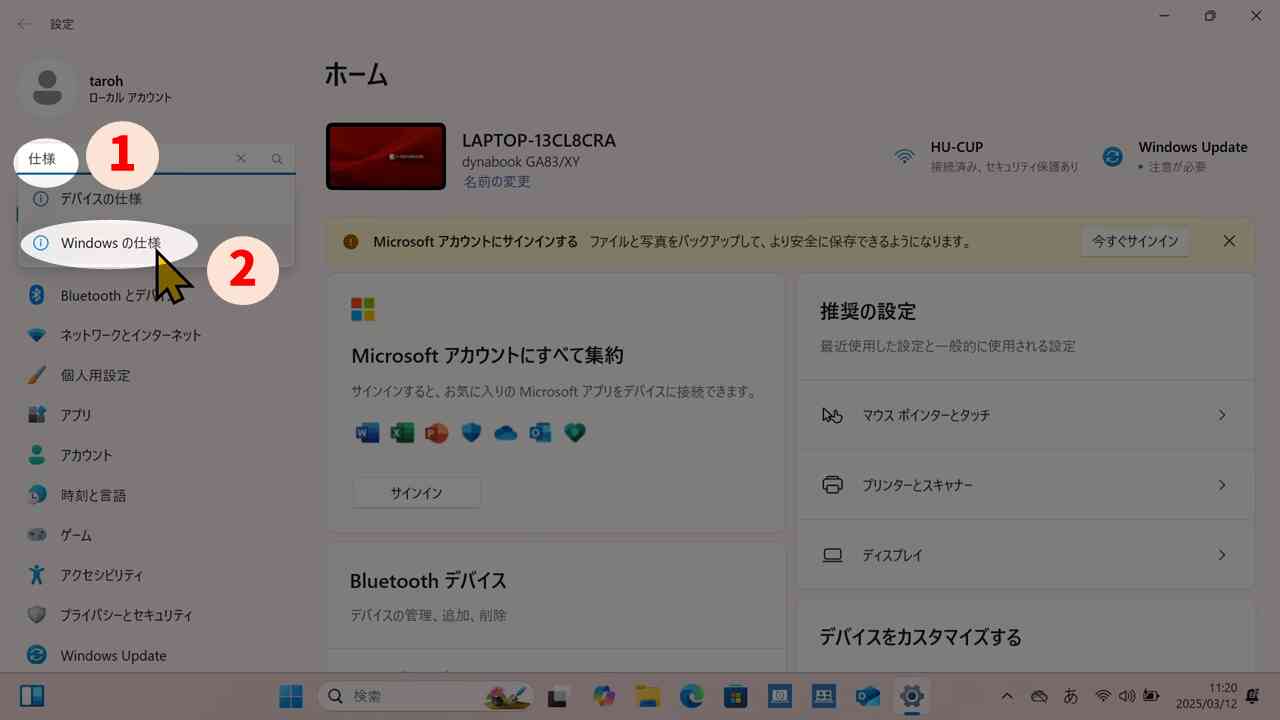 設定
taroh
ローカル アカウント
仕様
1
デバイスの仕様
Windows の仕様
2
Bluetooth とデバ
ネットワークとインターネット
個人用設定
アプリ
アカウント
時刻と言語
ゲーム
アクセシビリティ
プライバシーとセキュリティ
Windows Update
ホーム
LAPTOP-13CL8CRA
dynabook GA83/XY
名前の変更
HU-CUP
接続済み、セキュリティ保護あり
Windows Update
• 注意が必要
Microsoft アカウントにサインインする ファイルと写真をバックアップして、より安全に保存できるようになります。
今すぐサインイン
Microsoft アカウントにすべて集約
サインインすると、お気に入りの Microsoft アプリをデバイスに接続できます。
サインイン
Bluetooth デバイス
デバイスの管理、追加、削除
推奨の設定
最近使用した設定と一般的に使用される設定
マウス ポインターとタッチ
プリンターとスキャナー
ディスプレイ
デバイスをカスタマイズする
検索
あ
11:20
2025/03/12